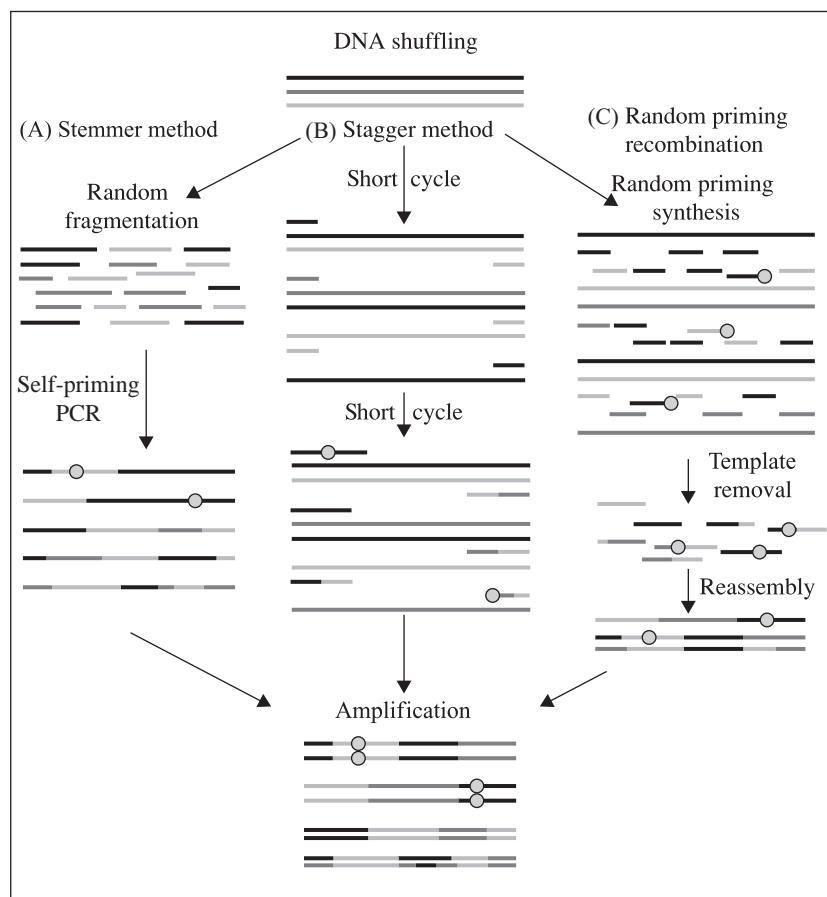 DNA shuffling
(A) Stemmer method
(B) Stagger method
(C) Random priming
recombination
Random
fragmentation
Short cycle
Random priming
synthesis
Self-priming
PCR
Short cycle
Template
removal
Reassembly
Amplification